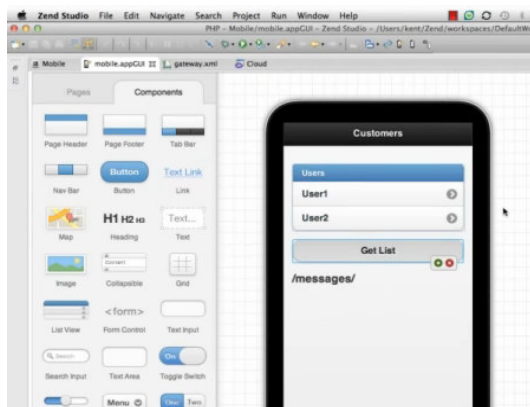 Zend Studio File Edit Navigate Search Project Run Window Help
PHP - Mobile/mobile.appGUI - Zend Studio - /Users/kent/Zend/workspaces/DefaultWo
Mobile mobile.appGUI gateway.xml Cloud
Pages Components
Page Header Page Footer Tab Bar
Button Text Link
Nav Bar Button Link
H1 H2 H3 Text...
Map Heading Text
Image Collapsible Grid
<form>
List View Form Control Text Input
Search On
Search Input Text Area Toggle Switch
Menu One Two
Customers
Users
User1
User2
Get List
/messages/